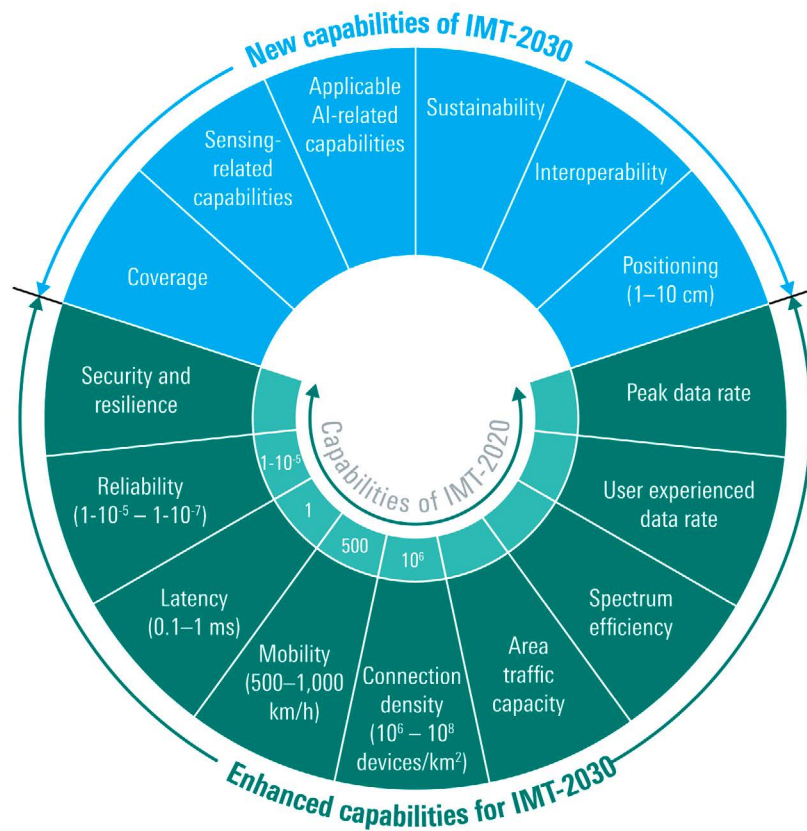 New capabilities of IMT-2030
Coverage
Sensing-
related
capabilities
Applicable
AI-related
capabilities
Sustainability
Interoperability
Positioning
(1–10 cm)
Security and
resilience
Reliability
(1-10⁻⁵ – 1-10⁻⁷)
Latency
(0.1–1 ms)
Mobility
(500–1,000
km/h)
Connection
density
(10⁶ – 10⁸
devices/km²)
Area
traffic
capacity
Spectrum
efficiency
User experienced
data rate
Peak data rate
1-10⁻⁵
1
500
10⁶
Capabilities of IMT-2020
Enhanced capabilities for IMT-2030